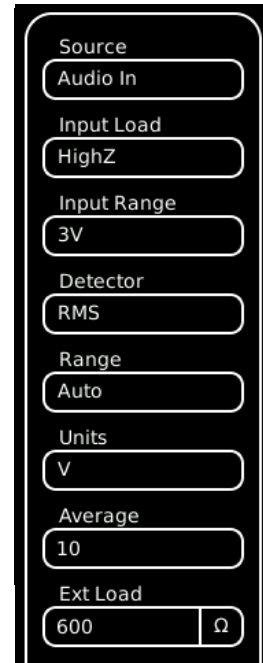 Source
Audio In
Input Load
HighZ
Input Range
3V
Detector
RMS
Range
Auto
Units
V
Average
10
Ext Load
600 Ω